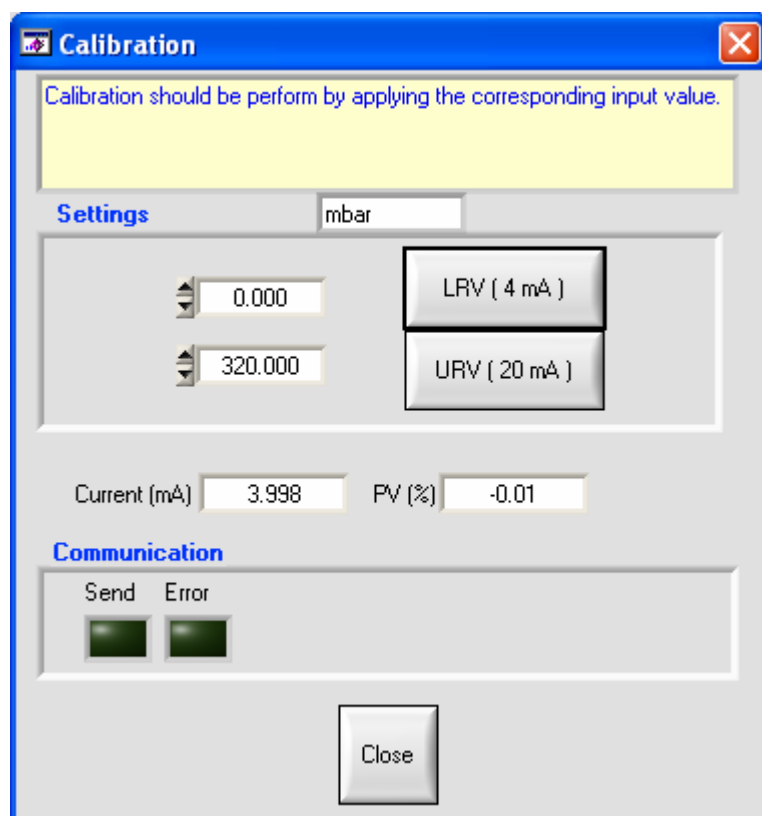 Calibration
Calibration should be perform by applying the corresponding input value.
Settings
mbar
0.000
LRV ( 4 mA )
320.000
URV ( 20 mA )
Current (mA) 3.998 PV (%) -0.01
Communication
Send Error
Close